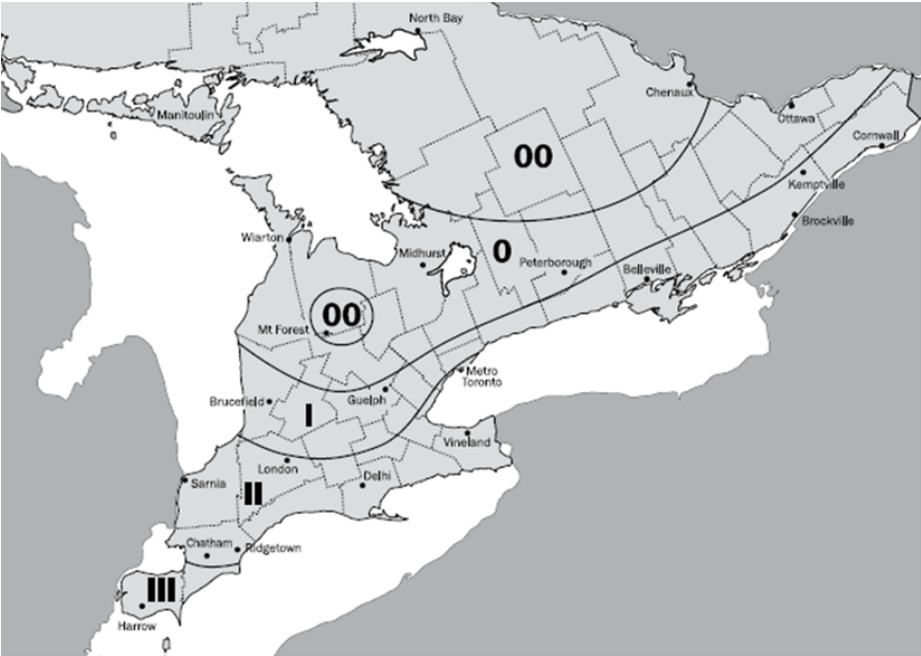 North Bay
Chenaux
Manitoulin
Ottawa
Cornwall
00
Kemptville
Brockville
Wiarton
Midhurst
0
Peterborough
Belleville
00
Mt Forest
Metro
Toronto
Brucefield
Guelph
I
Vineland
London
Sarnia
II
Delhi
Chatham
Ridgetown
III
Harrow